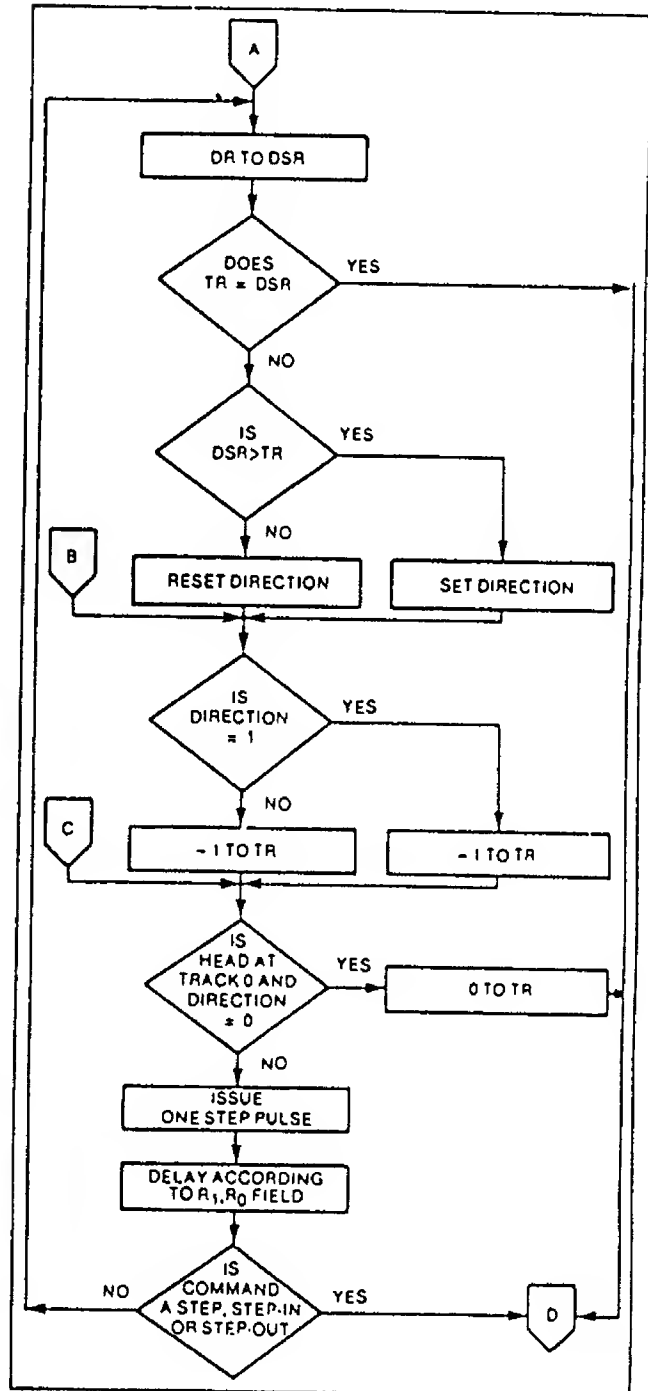 A
DR TO DSR
DOES
TR = DSR
YES
NO
IS
DSR>TR
YES
NO
B
RESET DIRECTION
SET DIRECTION
IS
DIRECTION
= 1
YES
NO
C
-1 TO TR
-1 TO TR
IS
HEAD AT
TRACK 0 AND
DIRECTION
= 0
YES
0 TO TR
NO
ISSUE
ONE STEP PULSE
DELAY ACCORDING
TO R1, R0 FIELD
IS
COMMAND
A STEP, STEP-IN
OR STEP-OUT
NO
YES
D